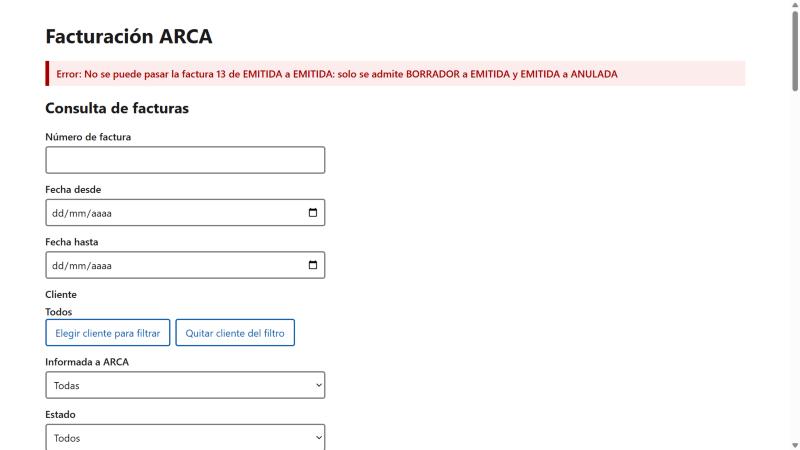 Facturación ARCA
Error: No se puede pasar la factura 13 de EMITIDA a EMITIDA: solo se admite BORRADOR a EMITIDA y EMITIDA a ANULADA
Consulta de facturas
Número de factura
Fecha desde
dd/mm/aaaa
Fecha hasta
dd/mm/aaaa
Cliente
Todos
Elegir cliente para filtrar
Quitar cliente del filtro
Informada a ARCA
Todas
Estado
Todos